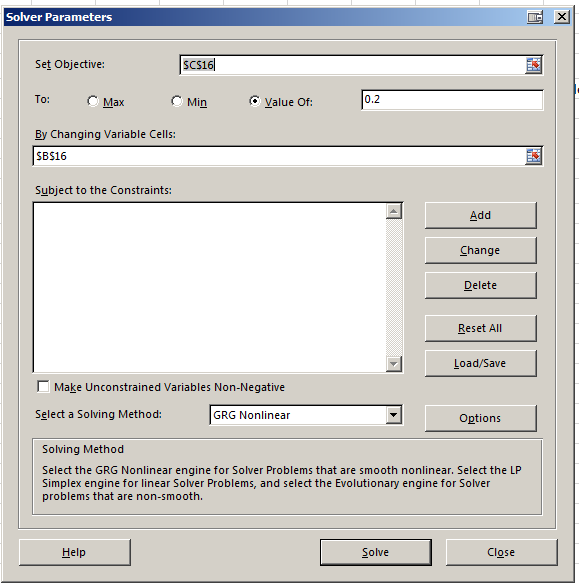 Solver Parameters
Set Objective: $C$16
To: Max Min Value Of: 0.2
By Changing Variable Cells:
$B$16
Subject to the Constraints:
Add
Change
Delete
Reset All
Load/Save
Make Unconstrained Variables Non-Negative
Select a Solving Method: GRG Nonlinear Options
Solving Method
Select the GRG Nonlinear engine for Solver Problems that are smooth nonlinear. Select the LP
Simplex engine for linear Solver Problems, and select the Evolutionary engine for Solver
problems that are non-smooth.
Help Solve Close